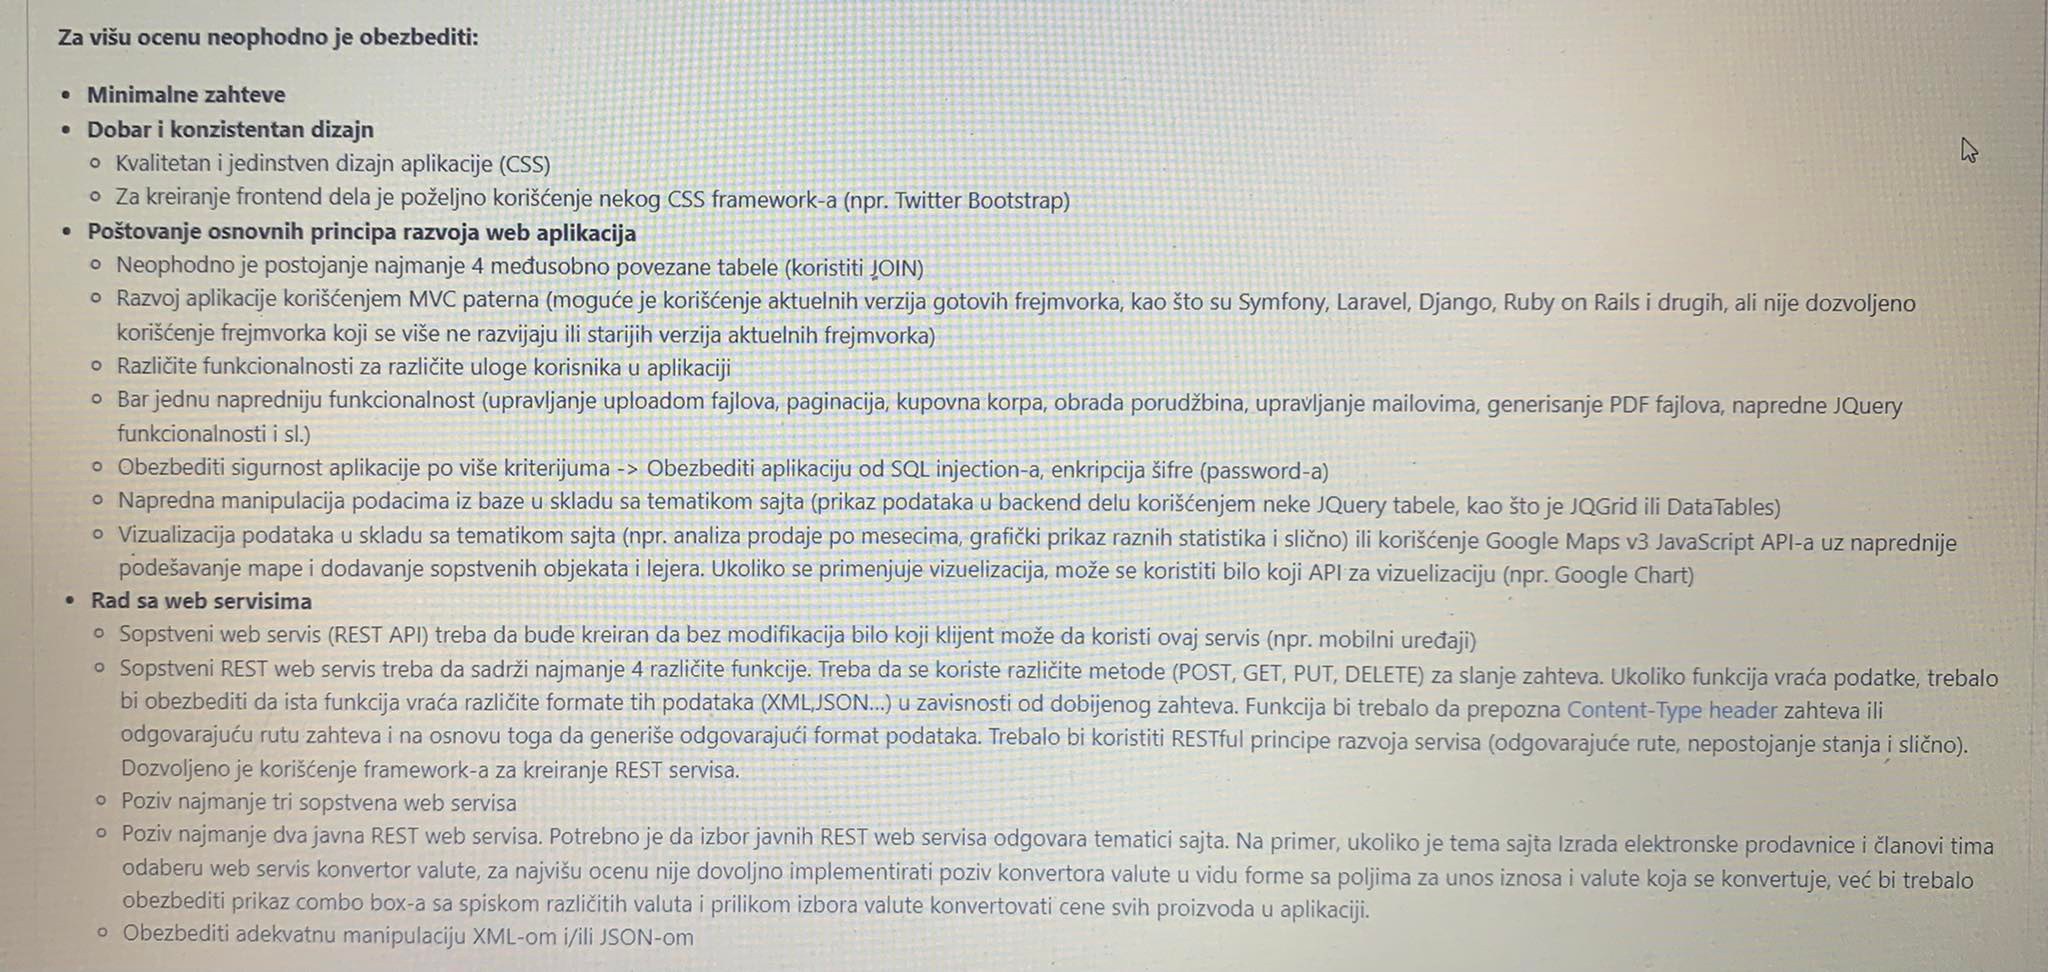 Za višu ocenu neophodno je obezbediti:
Minimalne zahteve
Dobar i konzistentan dizajn
Kvalitetan i jedinstven dizajn aplikacije (CSS)
Za kreiranje frontend dela je poželjno korišćenje nekog CSS framework-a (npr. Twitter Bootstrap)
Poštovanje osnovnih principa razvoja web aplikacija
Neophodno je postojanje najmanje 4 međusobno povezane tabele (koristiti JOIN)
Razvoj aplikacije korišćenjem MVC paterna (moguće je korišćenje aktuelnih verzija gotovih frejmvorka, kao što su Symfony, Laravel, Django, Ruby on Rails i drugih, ali nije dozvoljeno
korišćenje frejmvorka koji se više ne razvijaju ili starijih verzija aktuelnih frejmvorka)
Različite funkcionalnosti za različite uloge korisnika u aplikaciji
Bar jednu napredniju funkcionalnost (upravljanje uploadom fajlova, paginacija, kupovna korpa, obrada porudžbina, upravljanje mailovima, generisanje PDF fajlova, napredne JQuery
funkcionalnosti i sl.)
Obezbediti sigurnost aplikacije po više kriterijuma -> Obezbediti aplikaciju od SQL injection-a, enkripcija šifre (password-a)
Napredna manipulacija podacima iz baze u skladu sa tematikom sajta (prikaz podataka u backend delu korišćenjem neke JQuery tabele, kao što je JQGrid ili DataTables)
Vizualizacija podataka u skladu sa tematikom sajta (npr. analiza prodaje po mesecima, grafički prikaz raznih statistika i slično) ili korišćenje Google Maps v3 JavaScript API-a uz naprednije
podešavanje mape i dodavanje sopstvenih objekata i lejera. Ukoliko se primenjuje vizuelizacija, može se koristiti bilo koji API za vizuelizaciju (npr. Google Chart)
Rad sa web servisima
Sopstveni web servis (REST API) treba da bude kreiran da bez modifikacija bilo koji klijent može da koristi ovaj servis (npr. mobilni uređaji)
Sopstveni REST web servis treba da sadrži najmanje 4 različite funkcije. Treba da se koriste različite metode (POST, GET, PUT, DELETE) za slanje zahteva. Ukoliko funkcija vraća podatke, trebalo
bi obezbediti da ista funkcija vraća različite formate tih podataka (XML,JSON...) u zavisnosti od dobijenog zahteva. Funkcija bi trebalo da prepozna Content-Type header zahteva ili
odgovarajuću rutu zahteva i na osnovu toga da generiše odgovarajući format podataka. Trebalo bi koristiti RESTful principe razvoja servisa (odgovarajuće rute, nepostojanje stanja i slično).
Dozvoljeno je korišćenje framework-a za kreiranje REST servisa.
Poziv najmanje tri sopstvena web servisa
Poziv najmanje dva javna REST web servisa. Potrebno je da izbor javnih REST web servisa odgovara tematici sajta. Na primer, ukoliko je tema sajta Izrada elektronske prodavnice i članovi tima
odaberu web servis konvertor valute, za najvišu ocenu nije dovoljno implementirati poziv konvertora valute u vidu forme sa poljima za unos iznosa i valute koja se konvertuje, već bi trebalo
obezbediti prikaz combo box-a sa spiskom različitih valuta i prilikom izbora valute konvertovati cene svih proizvoda u aplikaciji.
Obezbediti adekvatnu manipulaciju XML-om i/ili JSON-om